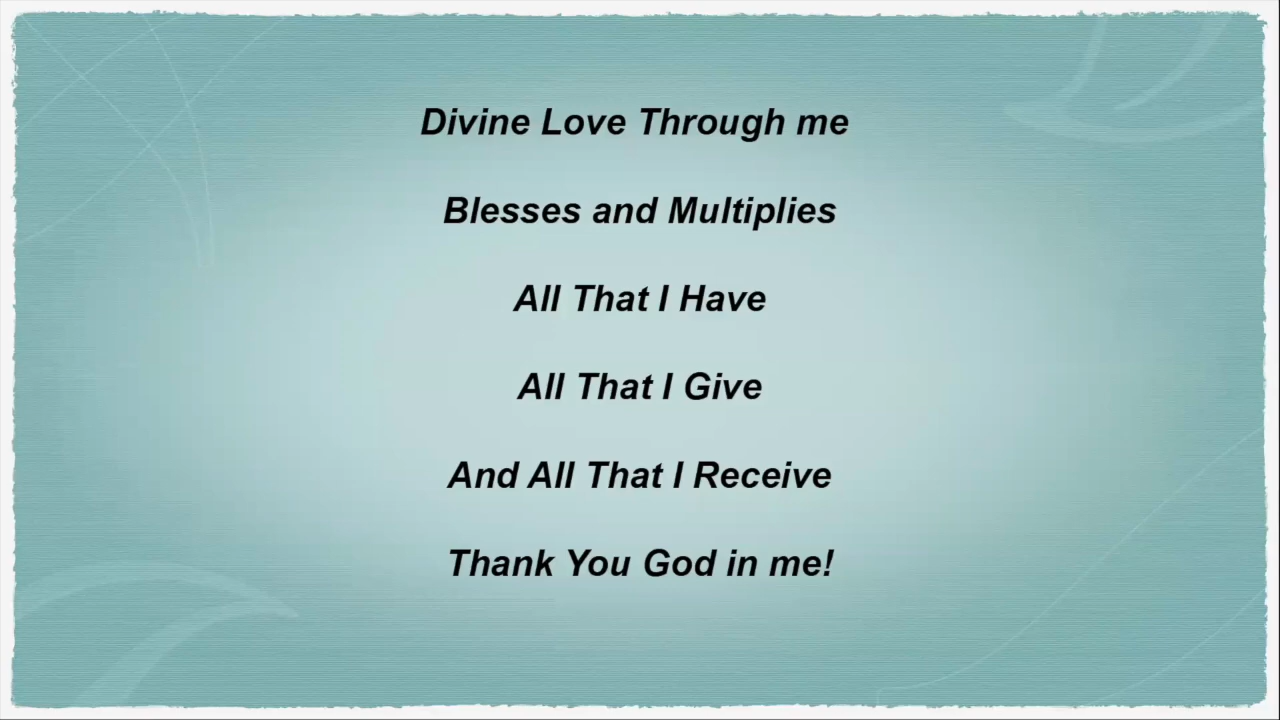 Divine Love Through me
Blesses and Multiplies
All That I Have
All That I Give
And All That I Receive
Thank You God in me!